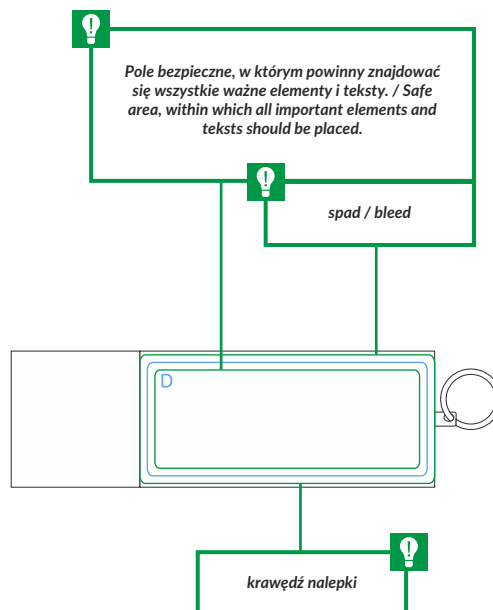 Pole bezpieczne, w którym powinny znajdować
się wszystkie ważne elementy i teksty. / Safe
area, within which all important elements and
teksts should be placed.
spad / bleed
D
krawędź nalepki